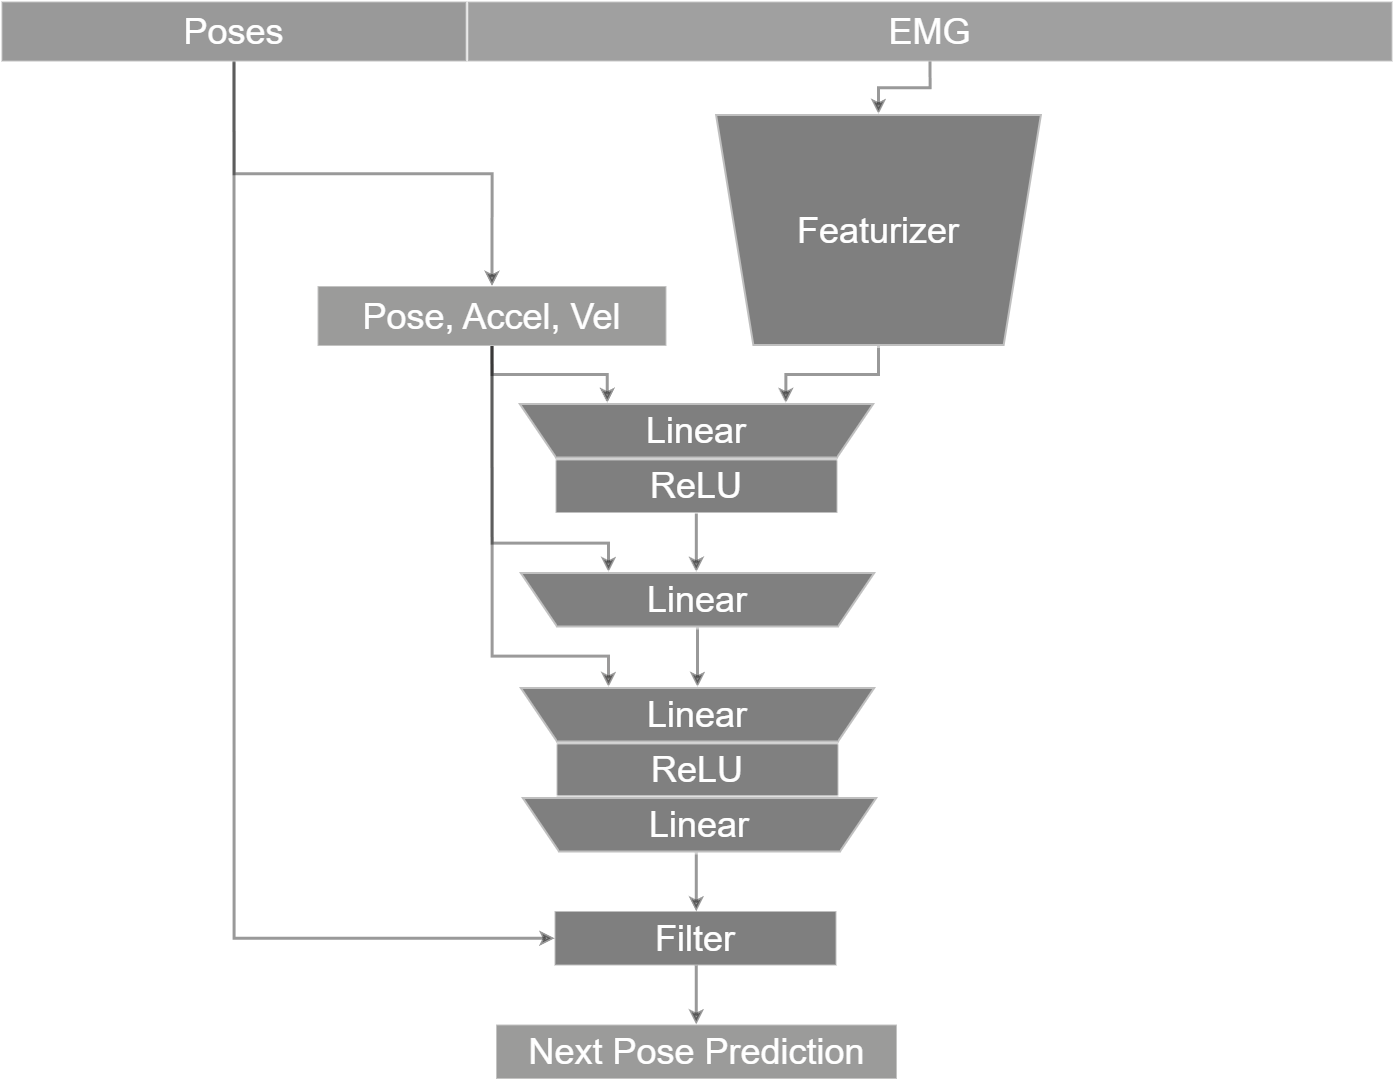 Poses
EMG
Featurizer
Pose, Accel, Vel
Linear
ReLU
Linear
Linear
ReLU
Linear
Filter
Next Pose Prediction